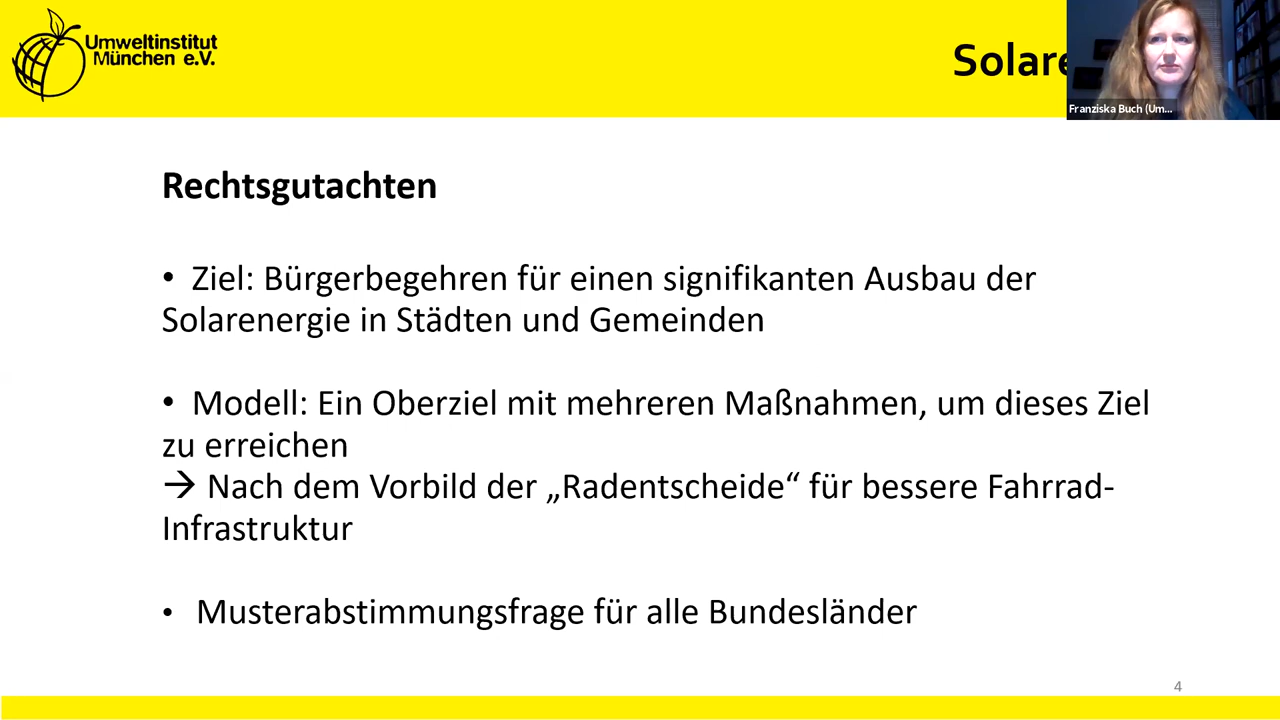 Umweltinstitut
München e.V.
Solare
Franziska Buch (Um...
Rechtsgutachten
• Ziel: Bürgerbegehren für einen signifikanten Ausbau der
Solarenergie in Städten und Gemeinden
• Modell: Ein Oberziel mit mehreren Maßnahmen, um dieses Ziel
zu erreichen
→ Nach dem Vorbild der „Radentscheide“ für bessere Fahrrad-
Infrastruktur
• Musterabstimmungsfrage für alle Bundesländer
4